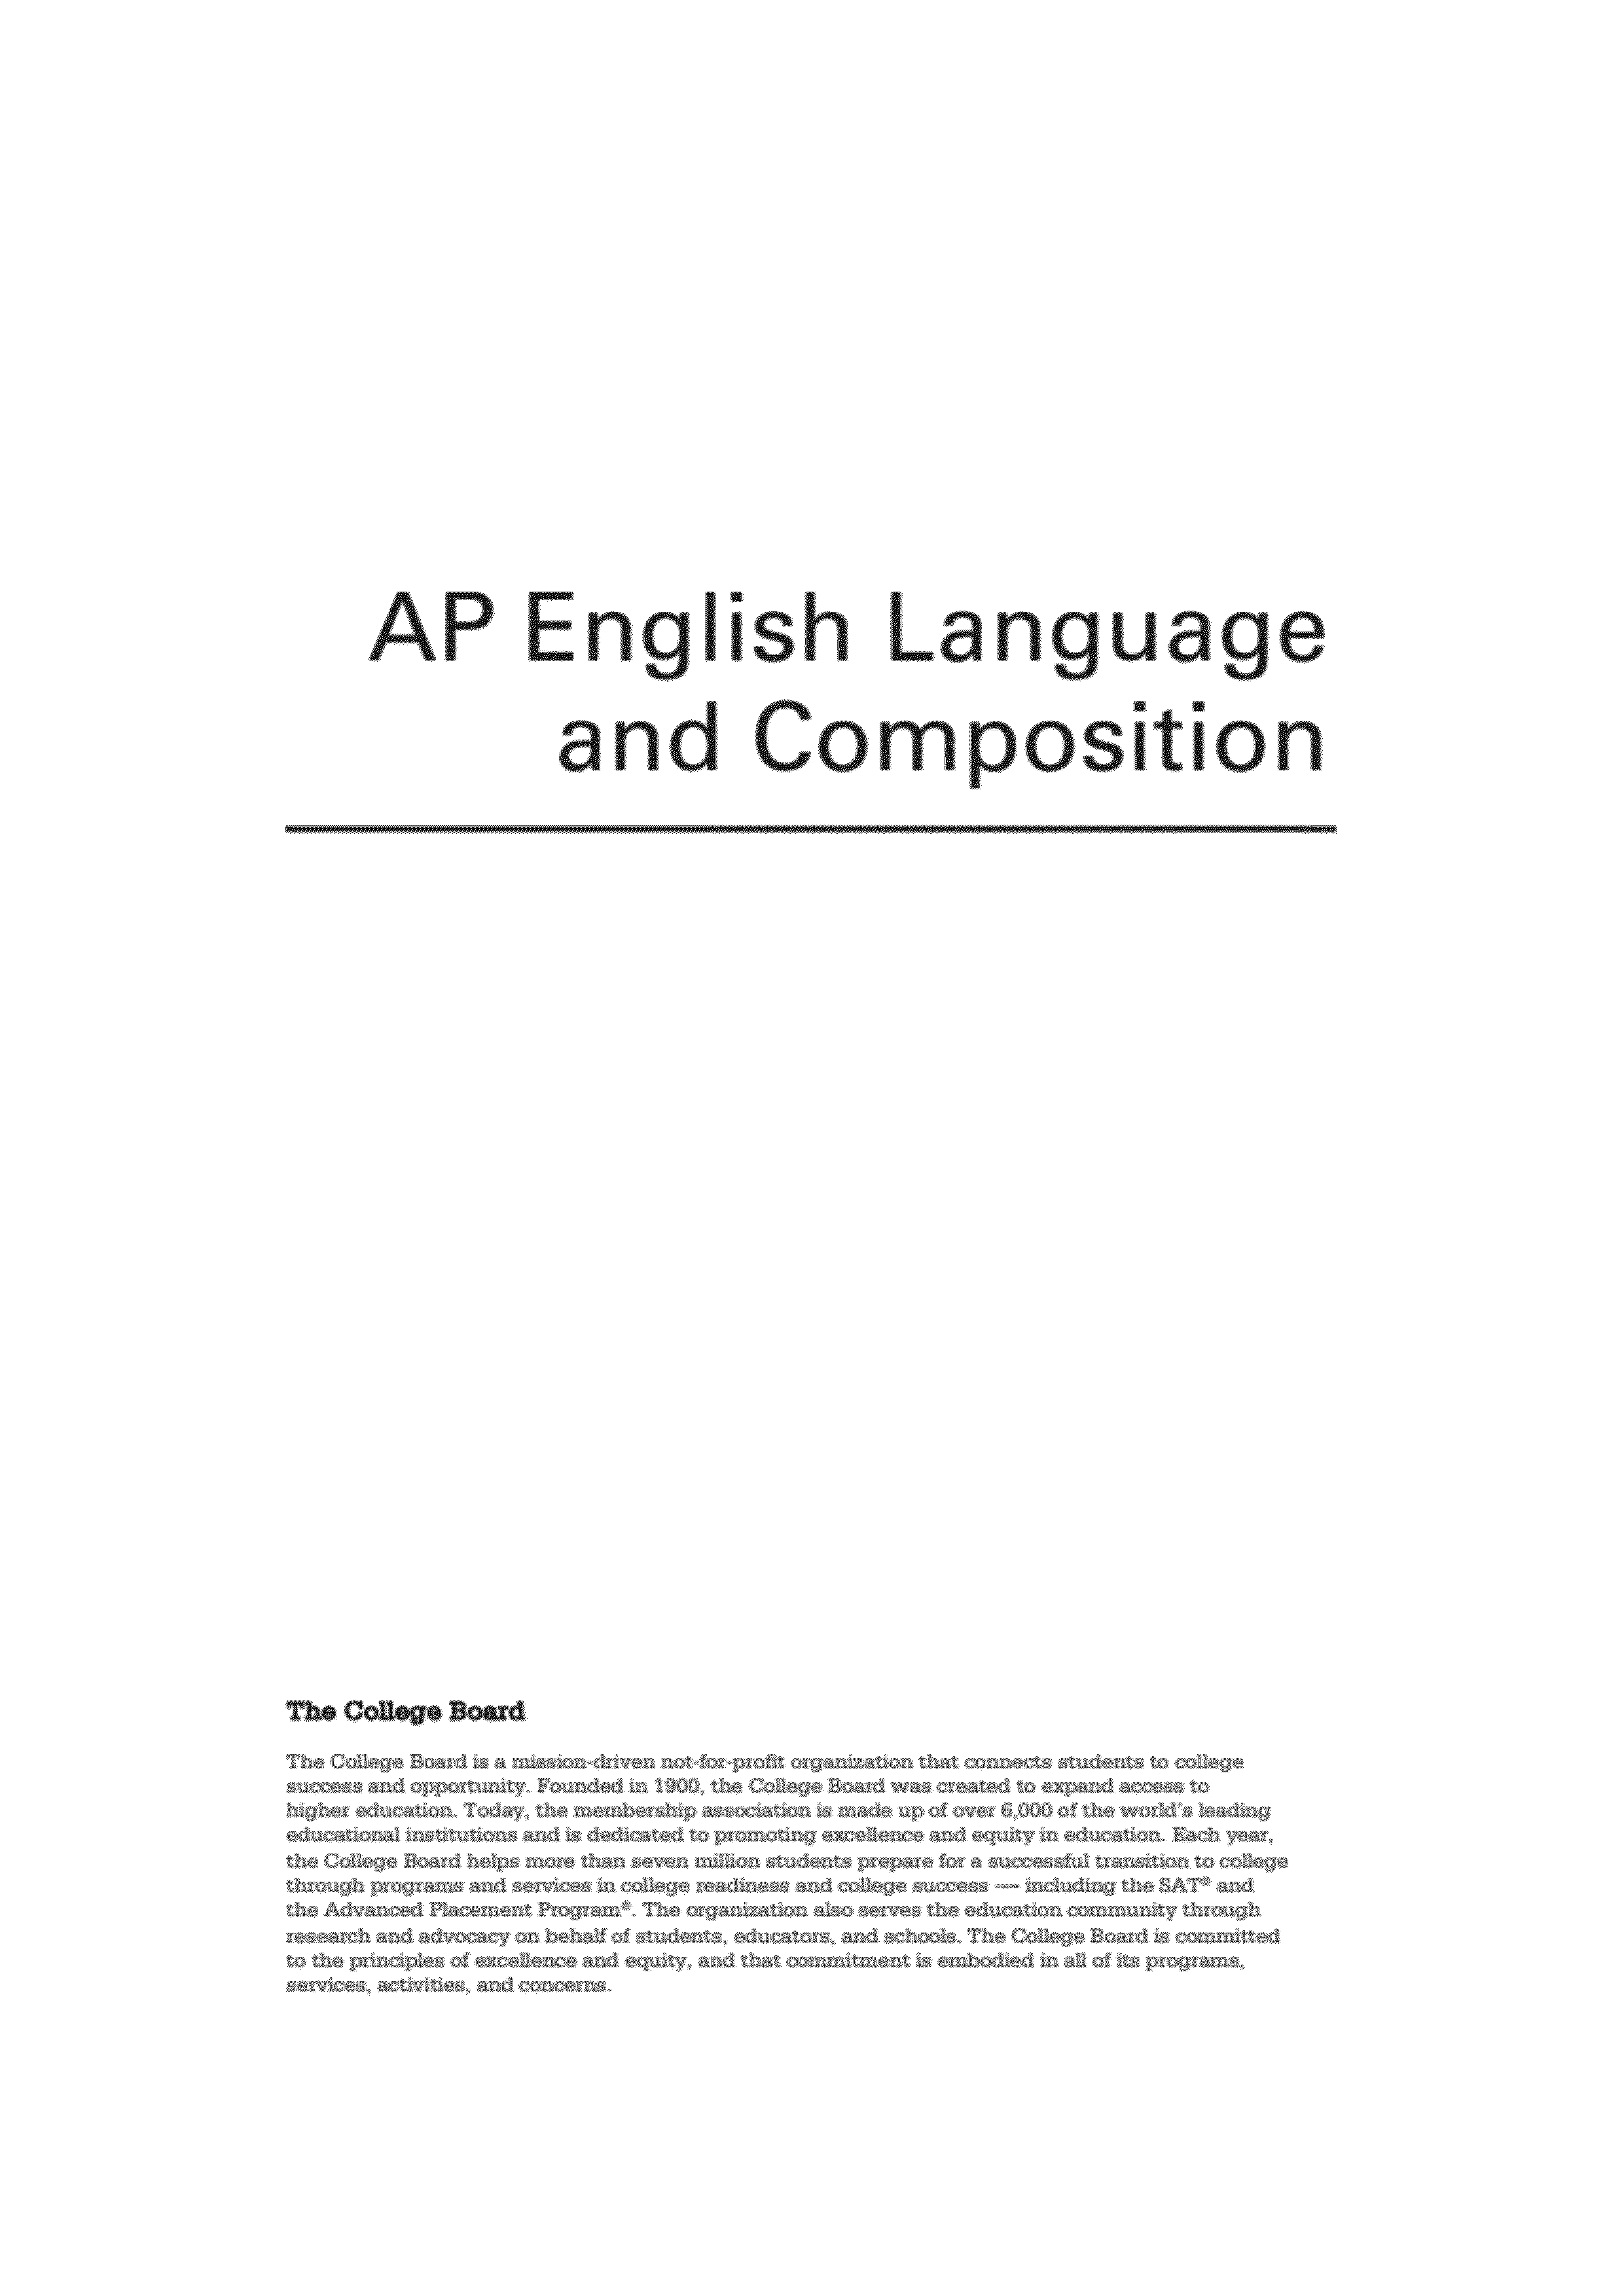 AP English Language
and Composition
The College Board
The College Board is a mission-driven not-for-profit organization that connects students to college
success and opportunity. Founded in 1900, the College Board was created to expand access to
higher education. Today, the membership association is made up of over 6,000 of the world's leading
educational institutions and is dedicated to promoting excellence and equity in education. Each year,
the College Board helps more than seven million students prepare for a successful transition to college
through programs and services in college readiness and college success — including the SAT® and
the Advanced Placement Program®. The organization also serves the education community through
research and advocacy on behalf of students, educators, and schools. The College Board is committed
to the principles of excellence and equity, and that commitment is embodied in all of its programs,
services, activities, and concerns.